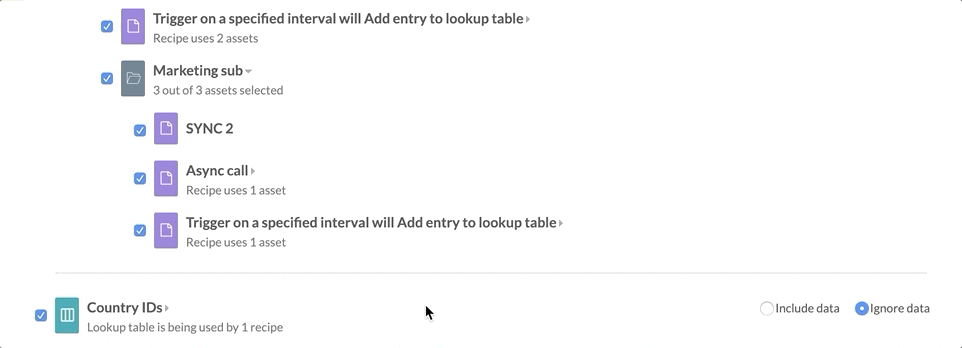 Trigger on a specified interval will Add entry to lookup table
Recipe uses 2 assets
Marketing sub
3 out of 3 assets selected
SYNC 2
Async call
Recipe uses 1 asset
Trigger on a specified interval will Add entry to lookup table
Recipe uses 1 asset
Country IDs
Include data
Ignore data
Lookup table is being used by 1 recipe